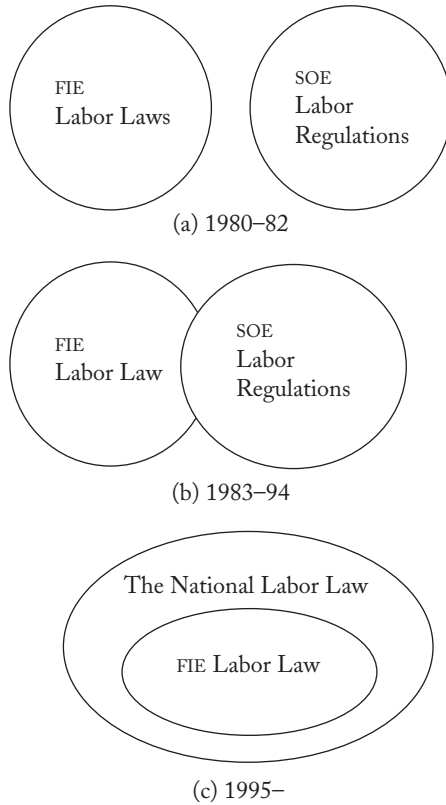 FIE
Labor Laws
SOE
Labor
Regulations
(a) 1980–82
FIE
Labor Law
SOE
Labor
Regulations
(b) 1983–94
The National Labor Law
FIE Labor Law
(c) 1995–